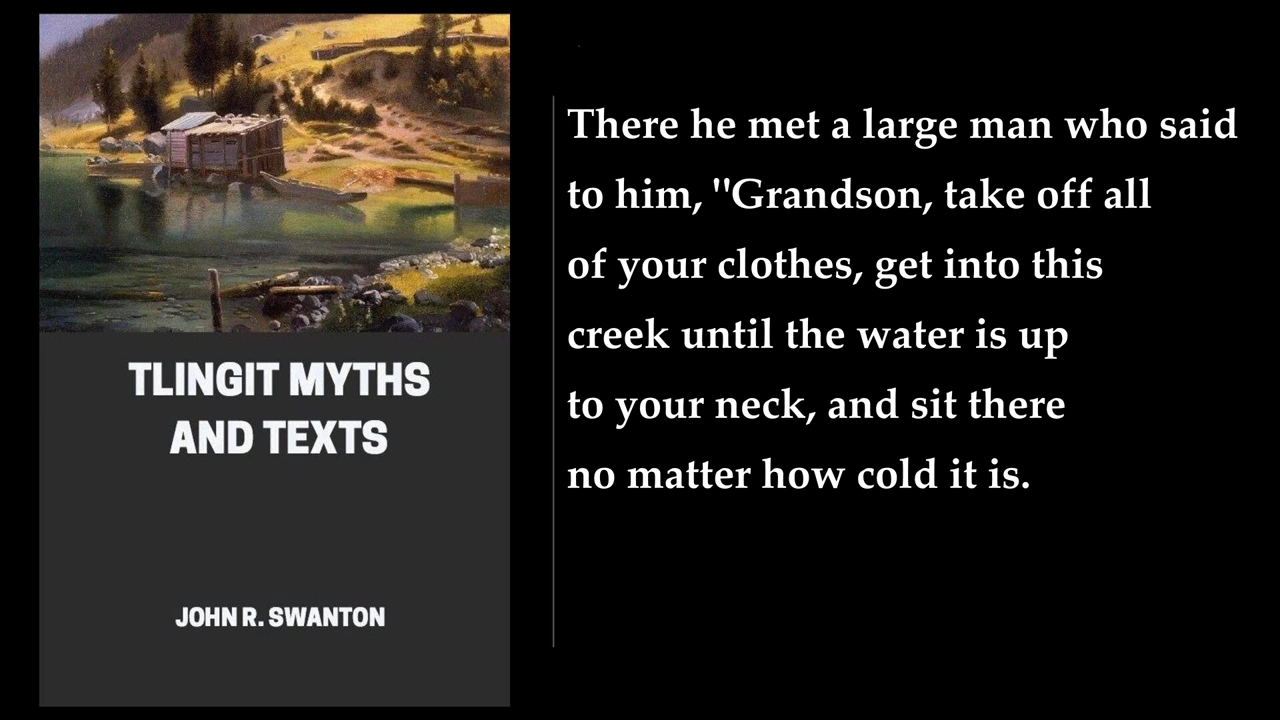 TLINGIT MYTHS
AND TEXTS
JOHN R. SWANTON
There he met a large man who said
to him, "Grandson, take off all
of your clothes, get into this
creek until the water is up
to your neck, and sit there
no matter how cold it is.